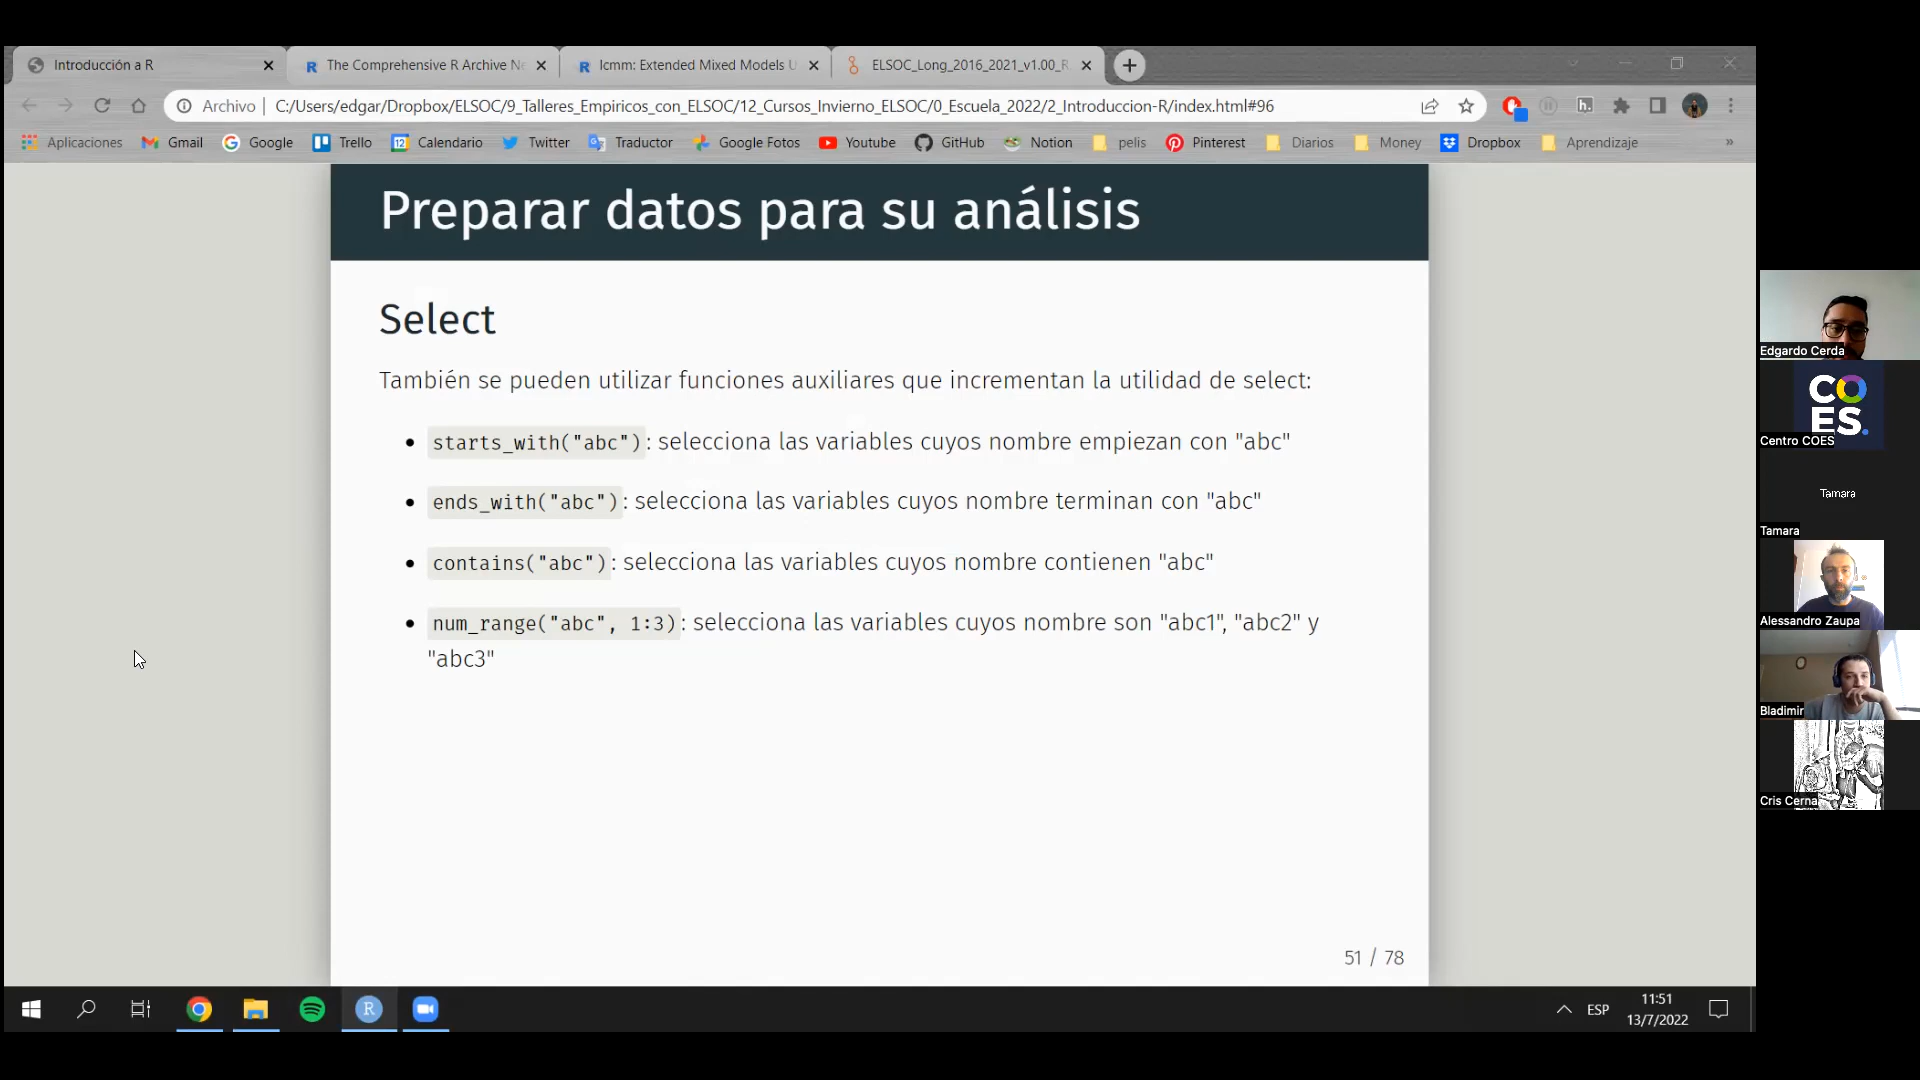 Introducción a R
The Comprehensive R Archive Ne
lcmm: Extended Mixed Models U
ELSOC_Long_2016_2021_v1.00_R
Archivo
C:/Users/edgar/Dropbox/ELSOC/9_Talleres_Empiricos_con_ELSOC/12_Cursos_Invierno_ELSOC/0_Escuela_2022/2_Introduccion-R/index.html#96
Aplicaciones
Gmail
Google
Trello
12
Calendario
Twitter
Traductor
Google Fotos
Youtube
GitHub
Notion
pelis
Pinterest
Diarios
Money
Dropbox
Aprendizaje
»
Preparar datos para su análisis
Select
También se pueden utilizar funciones auxiliares que incrementan la utilidad de select:
• starts_with("abc"): selecciona las variables cuyos nombre empiezan con "abc"
• ends_with("abc"): selecciona las variables cuyos nombre terminan con "abc"
• contains("abc"): selecciona las variables cuyos nombre contienen "abc"
• num_range("abc", 1:3): selecciona las variables cuyos nombre son "abc1", "abc2" y
"abc3"
51 / 78
Edgardo Cerda
CO
ES.
Centro COES
Tamara
Tamara
Alessandro Zaupa
Bladimir
Cris Cerna
R
ESP
11:51
13/7/2022